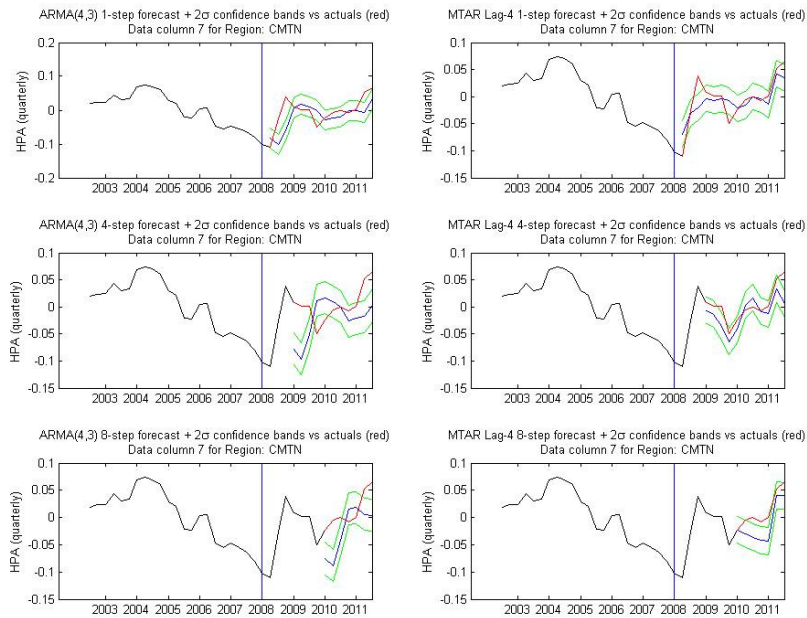 ARMA(4,3) 1-step forecast + 2σ confidence bands vs actuals (red)
Data column 7 for Region: CMTN
HPA (quarterly)
0.2
0.1
0
-0.1
-0.2
2003 2004 2005 2006 2007 2008 2009 2010 2011
MTAR Lag-4 1-step forecast + 2σ confidence bands vs actuals (red)
Data column 7 for Region: CMTN
HPA (quarterly)
0.1
0.05
0
-0.05
-0.1
-0.15
2003 2004 2005 2006 2007 2008 2009 2010 2011
ARMA(4,3) 4-step forecast + 2σ confidence bands vs actuals (red)
Data column 7 for Region: CMTN
HPA (quarterly)
0.1
0.05
0
-0.05
-0.1
-0.15
2003 2004 2005 2006 2007 2008 2009 2010 2011
MTAR Lag-4 4-step forecast + 2σ confidence bands vs actuals (red)
Data column 7 for Region: CMTN
HPA (quarterly)
0.1
0.05
0
-0.05
-0.1
-0.15
2003 2004 2005 2006 2007 2008 2009 2010 2011
ARMA(4,3) 8-step forecast + 2σ confidence bands vs actuals (red)
Data column 7 for Region: CMTN
HPA (quarterly)
0.1
0.05
0
-0.05
-0.1
-0.15
2003 2004 2005 2006 2007 2008 2009 2010 2011
MTAR Lag-4 8-step forecast + 2σ confidence bands vs actuals (red)
Data column 7 for Region: CMTN
HPA (quarterly)
0.1
0.05
0
-0.05
-0.1
-0.15
2003 2004 2005 2006 2007 2008 2009 2010 2011